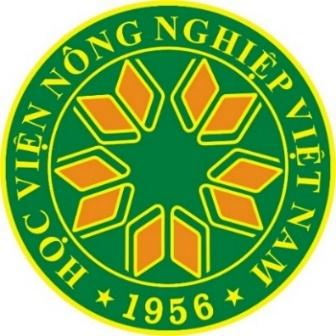 HỌC VIỆN NÔNG NGHIỆP VIỆT NAM
★ 1956 ★